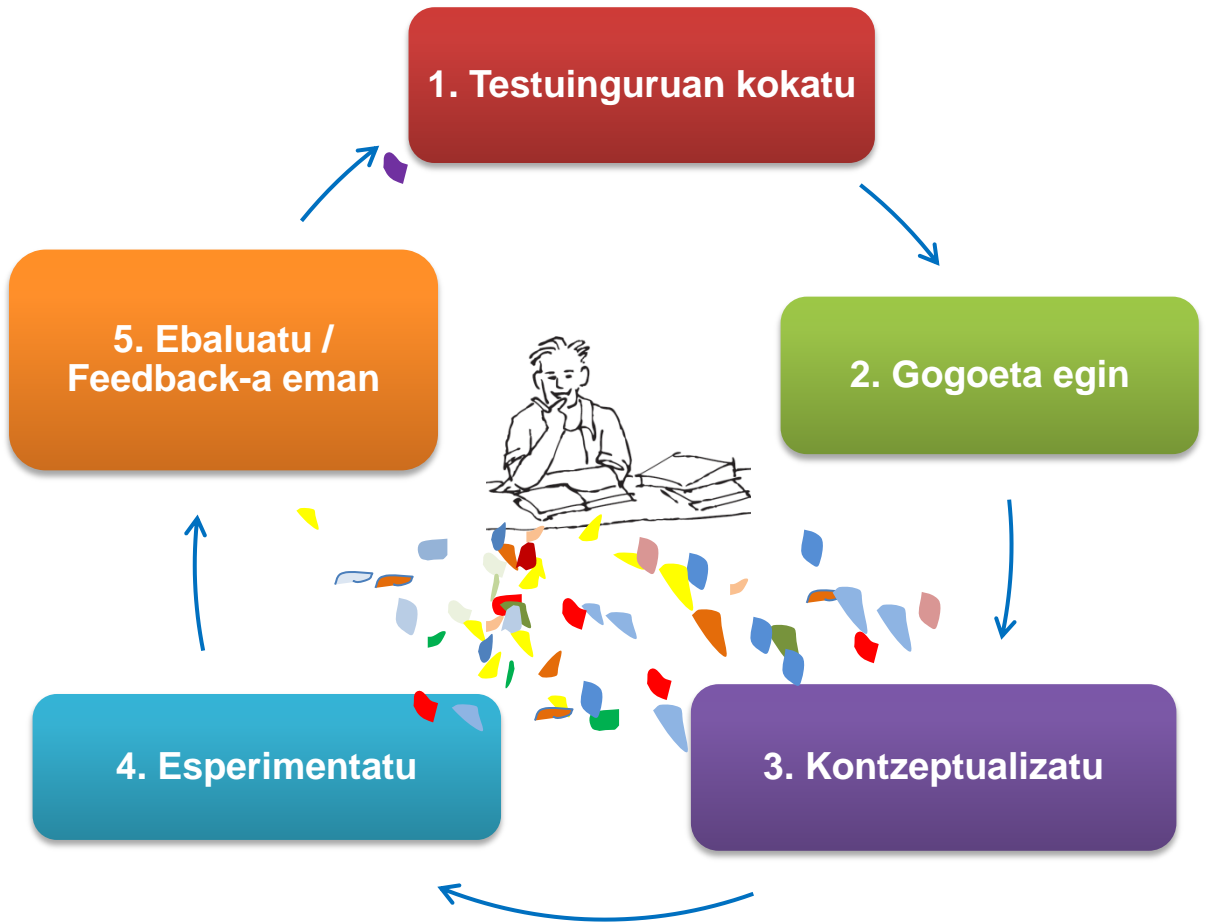 1. Testuinguruan kokatu
2. Gogoeta egin
3. Kontzeptualizatu
4. Esperimentatu
5. Ebaluatu /
Feedback-a eman